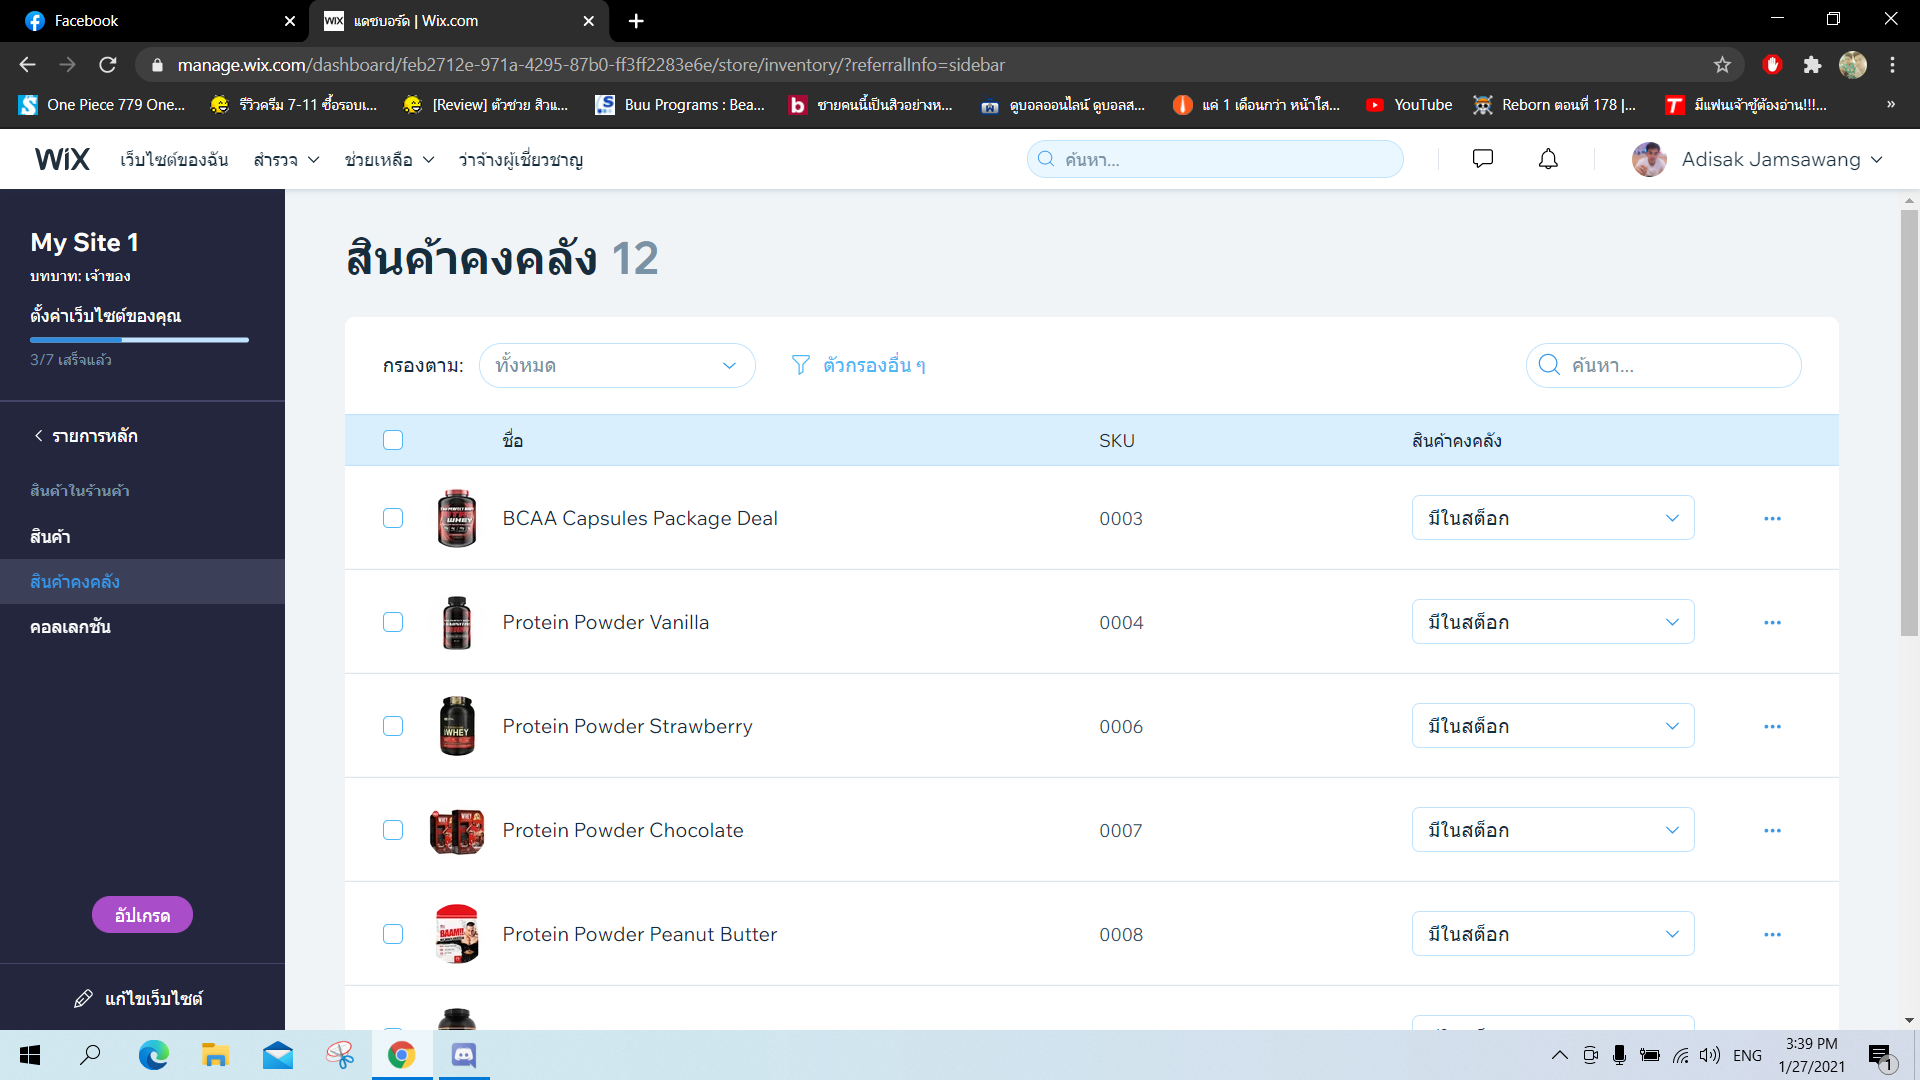 Facebook
WiX แดชบอร์ด | Wix.com
manage.wix.com/dashboard/feb2712e-971a-4295-87b0-ff3ff2283e6e/store/inventory/?referralInfo=sidebar
One Piece 779 One...
รีวิวครีม 7-11 ซื้อรอบเ...
[Review] ตัวช่วย สิวแ...
Buu Programs : Bea...
ชายคนนี้เป็นสิวอย่างห...
ดูบอลออนไลน์ ดูบอลส...
แค่ 1 เดือนกว่า หน้าใส...
YouTube
Reborn ตอนที่ 178 |...
มีแฟนเจ้าชู้ต้องอ่าน!!!...
»
WiX
เว็บไซต์ของฉัน
สำรวจ
ช่วยเหลือ
ว่าจ้างผู้เชี่ยวชาญ
ค้นหา...
Adisak Jamsawang
My Site 1
บทบาท: เจ้าของ
ตั้งค่าเว็บไซต์ของคุณ
3/7 เสร็จแล้ว
รายการหลัก
สินค้าในร้านค้า
สินค้า
สินค้าคงคลัง
คอลเลกชัน
อัปเกรด
แก้ไขเว็บไซต์
สินค้าคงคลัง 12
กรองตาม: ทั้งหมด ตัวกรองอื่น ๆ ค้นหา...
ชื่อ SKU สินค้าคงคลัง
BCAA Capsules Package Deal 0003 มีในสต็อก
Protein Powder Vanilla 0004 มีในสต็อก
Protein Powder Strawberry 0006 มีในสต็อก
WHEY
Protein Powder Chocolate 0007 มีในสต็อก
BAAM!!
Protein Powder Peanut Butter 0008 มีในสต็อก
ENG
3:39 PM
1/27/2021
1